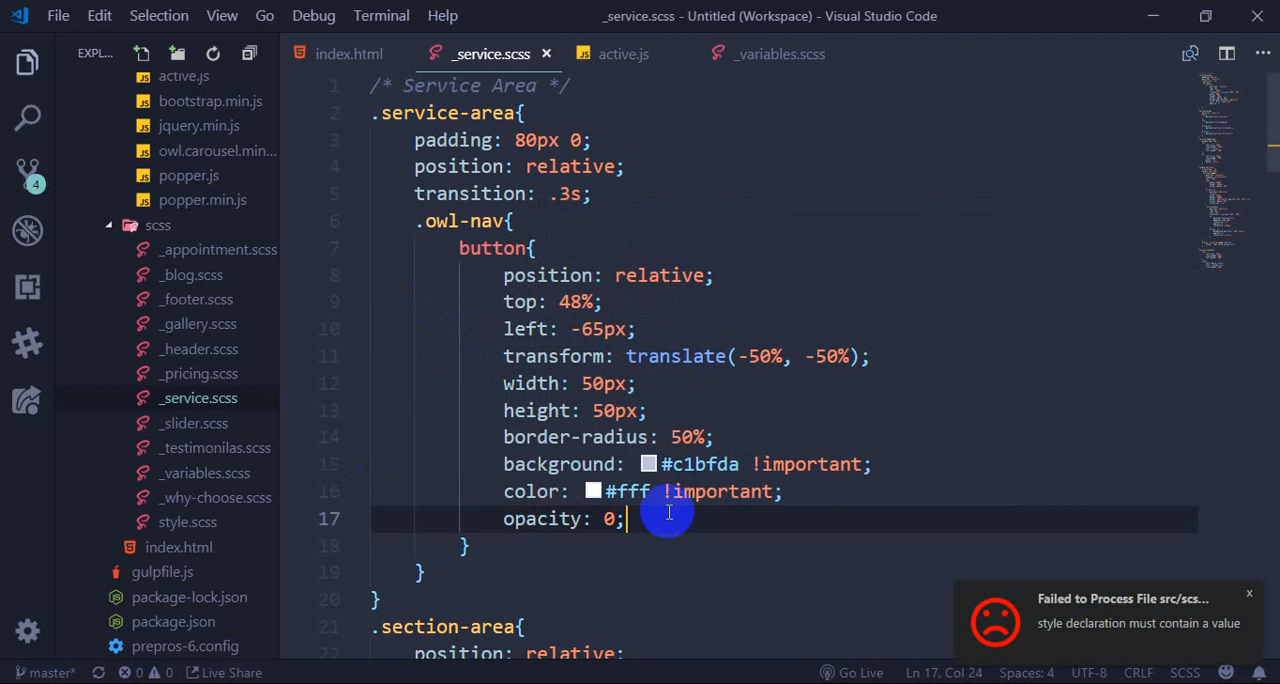 File Edit Selection View Go Debug Terminal Help
_service.scss - Untitled (Workspace) - Visual Studio Code
EXPL...
index.html
_service.scss
active.js
_variables.scss
active.js
bootstrap.min.js
jquery.min.js
owl.carousel.min...
popper.js
popper.min.js
scss
_appointment.scss
_blog.scss
_footer.scss
_gallery.scss
_header.scss
_pricing.scss
_service.scss
_slider.scss
_testimonilas.scss
_variables.scss
_why-choose.scss
style.scss
index.html
gulpfile.js
package-lock.json
package.json
prepros-6.config
4
1 /* Service Area */
2 .service-area{
3 padding: 80px 0;
4 position: relative;
5 transition: .3s;
6 .owl-nav{
7 button{
8 position: relative;
9 top: 48%;
10 left: -65px;
11 transform: translate(-50%, -50%);
12 width: 50px;
13 height: 50px;
14 border-radius: 50%;
15 background: #c1bfda !important;
16 color: #fff !important;
17 opacity: 0;
18 }
19 }
20 }
21 .section-area{
22 position: relative;
Failed to Process File src/scs...
style declaration must contain a value
master* 0 0 Live Share
Go Live Ln 17, Col 24 Spaces: 4 UTF-8 CRLF SCSS